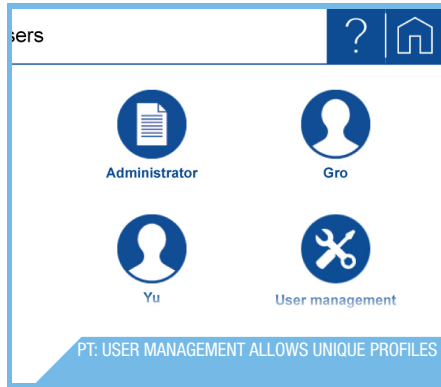 sers
?
Administrator
Gro
Yu
User management
PT: USER MANAGEMENT ALLOWS UNIQUE PROFILES